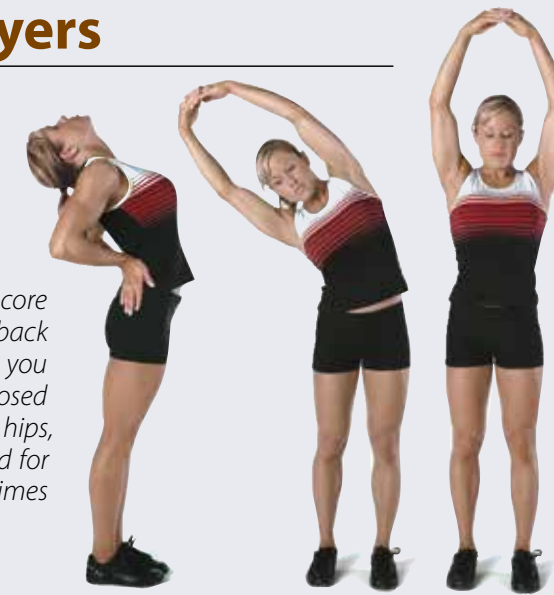 yers
core
back
you
osed
hips,
d for
imes